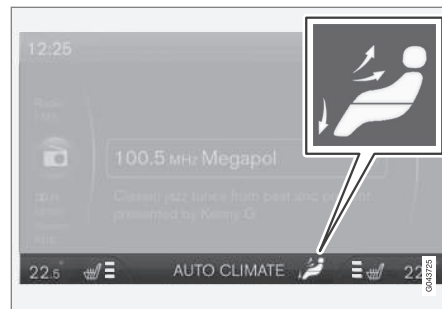 12:25
Radio
100.5 MHz Megapol
Classic jazz tunes from past and present
presented by Kenny G
22.5° AUTO CLIMATE 22
G043725